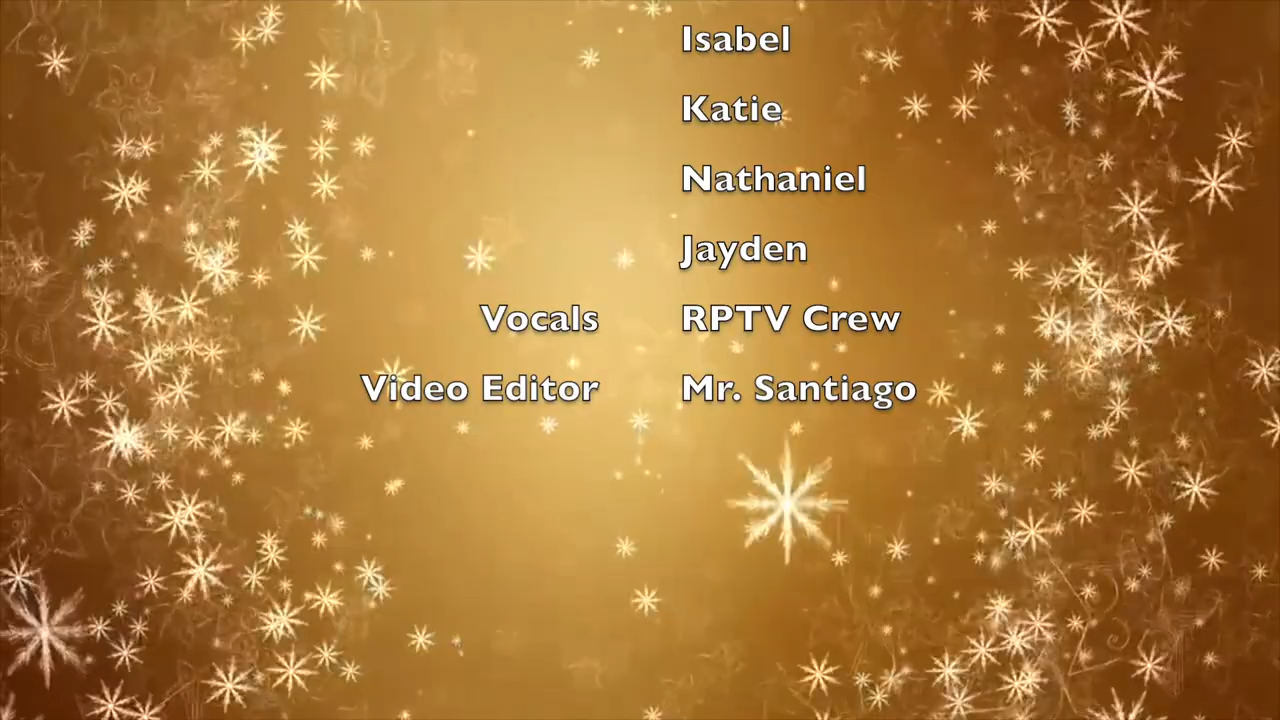 Isabel
Katie
Nathaniel
Jayden
Vocals RPTV Crew
Video Editor Mr. Santiago